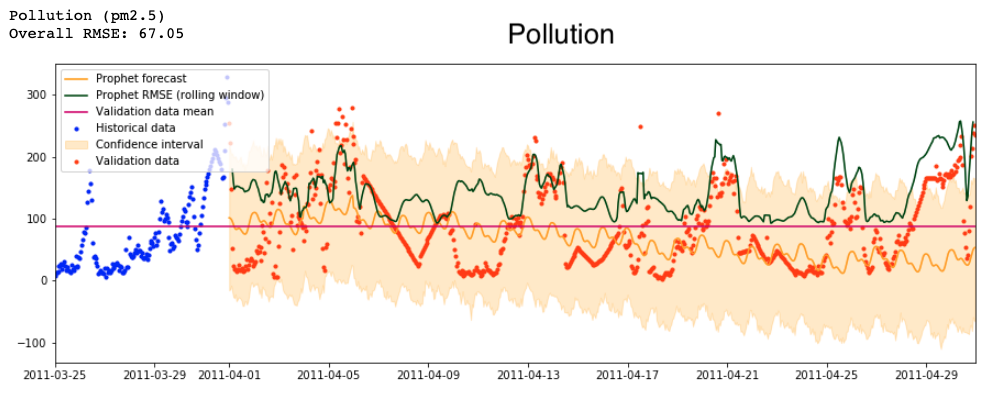 Pollution (pm2.5)
Overall RMSE: 67.05
Pollution
Prophet forecast
Prophet RMSE (rolling window)
Validation data mean
Historical data
Confidence interval
Validation data
300
200
100
0
−100
2011-03-25 2011-03-29 2011-04-01 2011-04-05 2011-04-09 2011-04-13 2011-04-17 2011-04-21 2011-04-25 2011-04-29